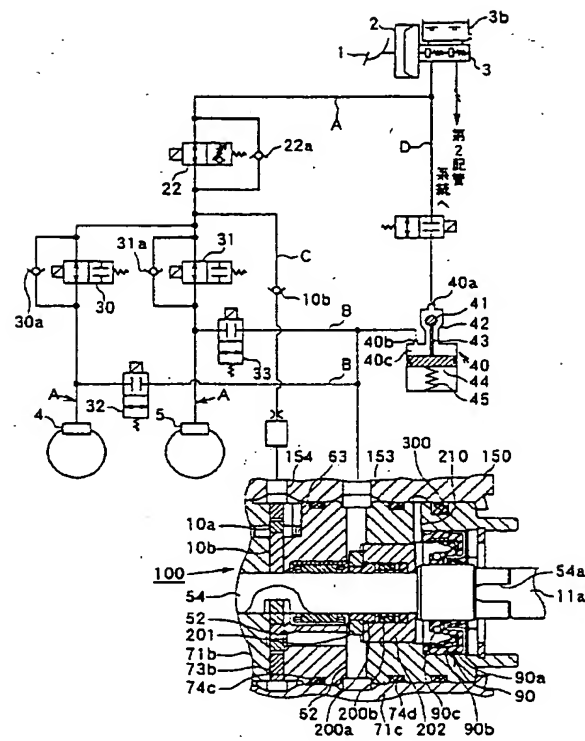 3b
2
1
3
A
22a
22
D
第2配管
系統へ
31
31a
C
30a
30
10b
B
33
B
A
32
A
4
5
40a
41
42
40b
43
40c
40
44
45
154
63
153
300
210
150
10a
10b
100
54
54a
11a
52
201
71b
73b
74c
52
200a
200b
71c
74d
202
90c
90b
90a
90